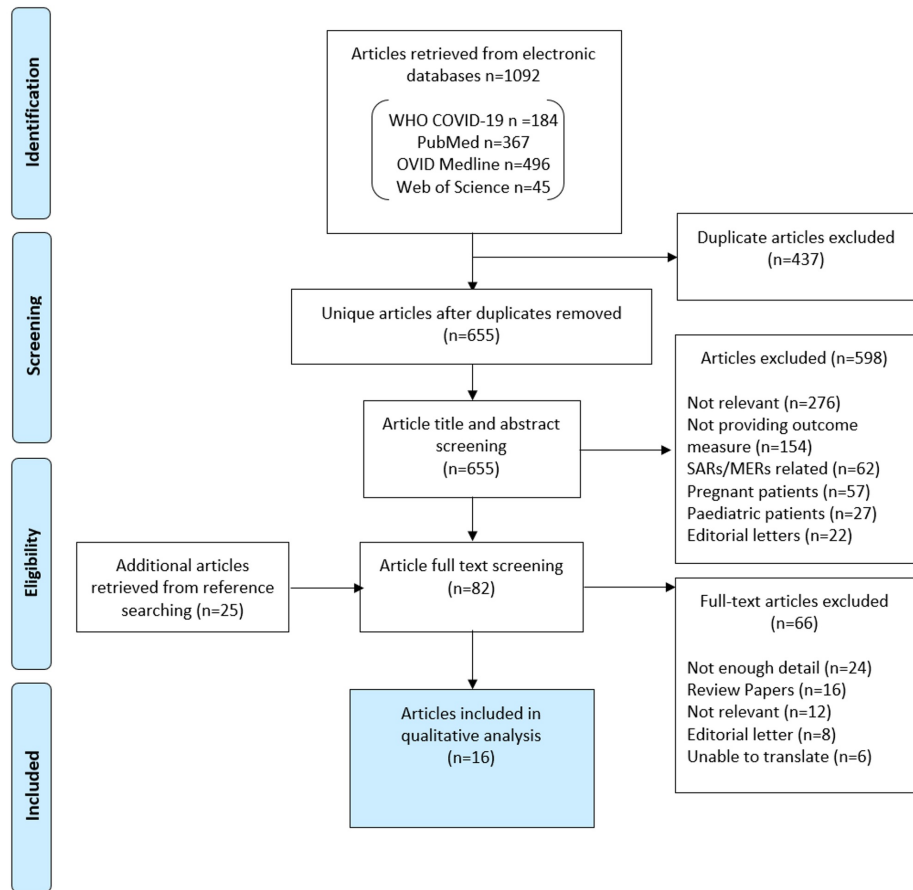 Identification
Articles retrieved from electronic
databases n=1092
WHO COVID-19 n =184
PubMed n=367
OVID Medline n=496
Web of Science n=45
Duplicate articles excluded
(n=437)
Screening
Unique articles after duplicates removed
(n=655)
Article title and abstract
screening
(n=655)
Articles excluded (n=598)
Not relevant (n=276)
Not providing outcome
measure (n=154)
SARs/MERs related (n=62)
Pregnant patients (n=57)
Paediatric patients (n=27)
Editorial letters (n=22)
Eligibility
Additional articles
retrieved from reference
searching (n=25)
Article full text screening
(n=82)
Full-text articles excluded
(n=66)
Not enough detail (n=24)
Review Papers (n=16)
Not relevant (n=12)
Editorial letter (n=8)
Unable to translate (n=6)
Included
Articles included in
qualitative analysis
(n=16)